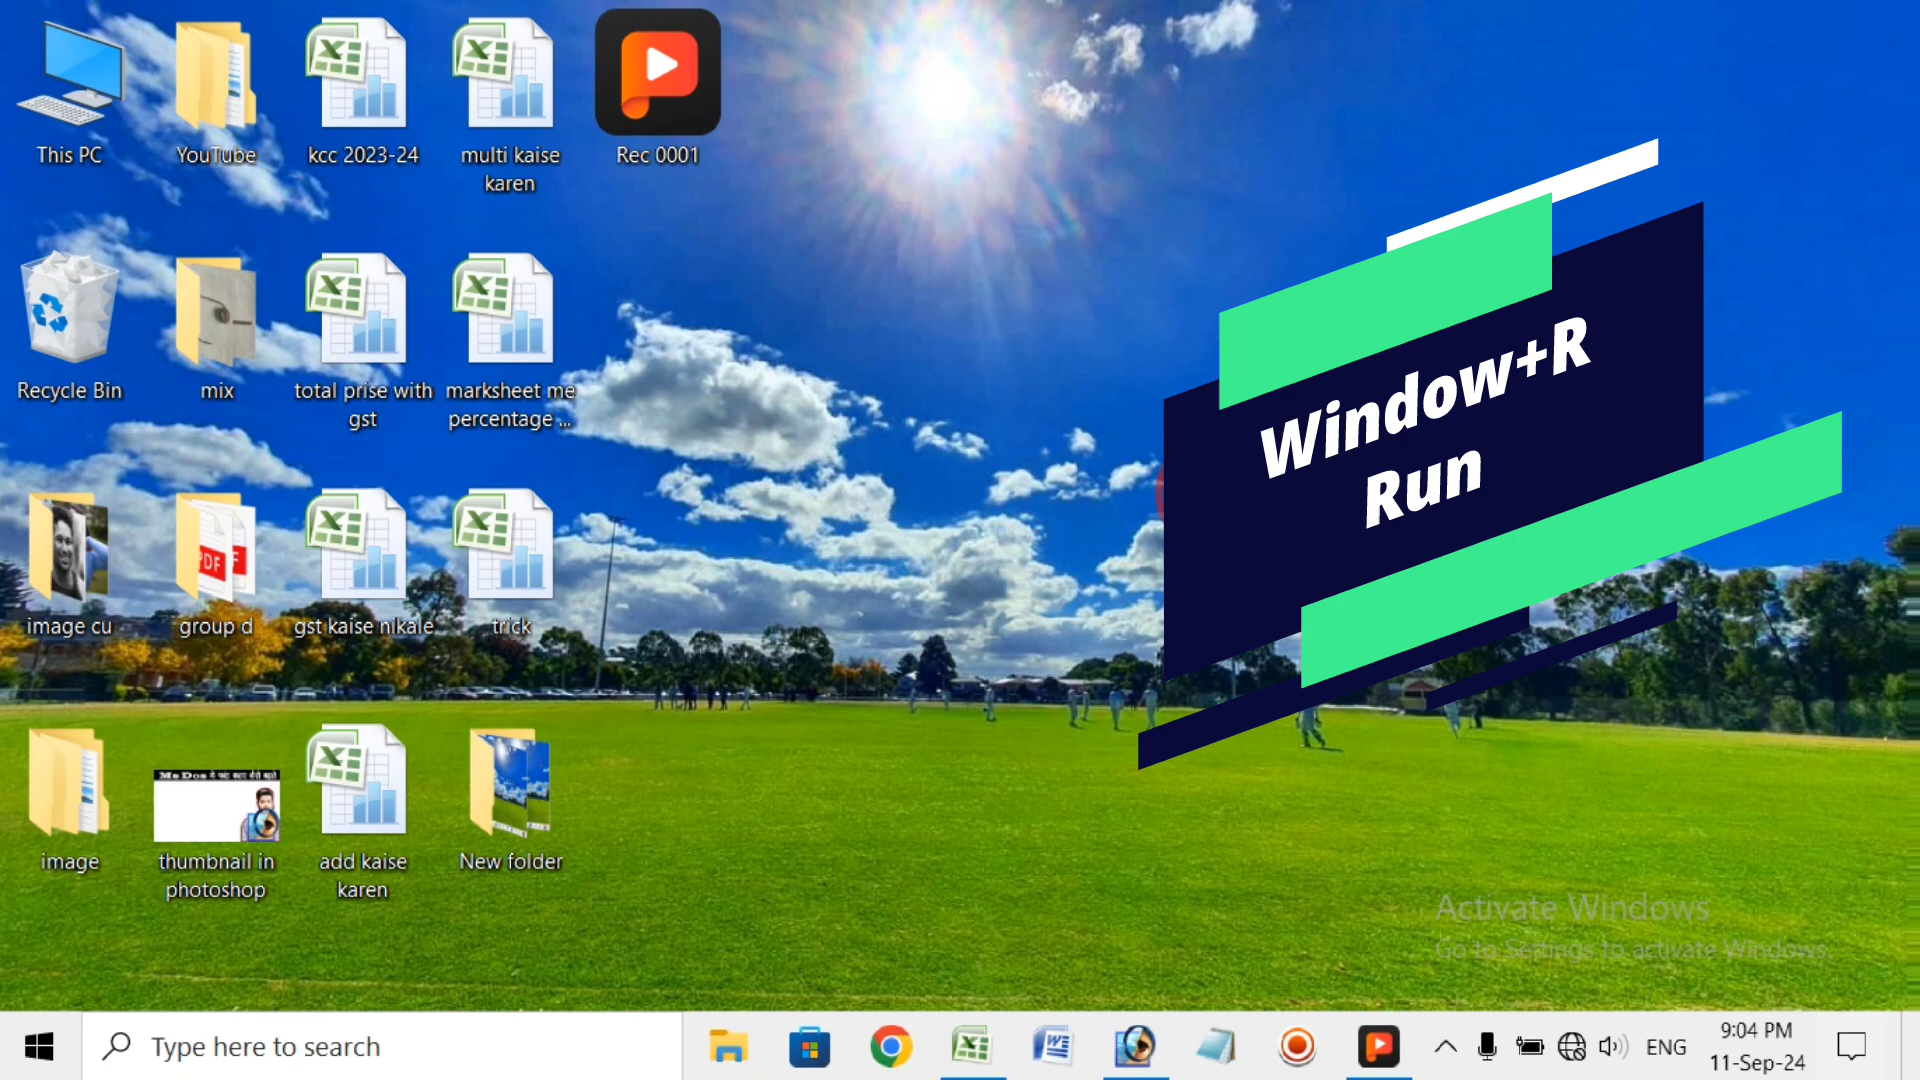 This PC
YouTube
kcc 2023-24
multi kaise
karen
Rec 0001
Recycle Bin
mix
total prise with
gst
marksheet me
percentage ...
image cu
group d
gst kaise nikale
trick
image
thumbnail in
photoshop
add kaise
karen
New folder
Window+R
Run
Activate Windows
Go to Settings to activate Windows.
Type here to search
ENG
9:04 PM
11-Sep-24